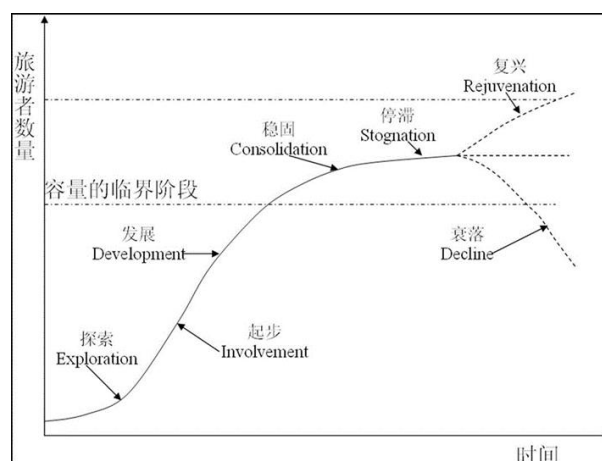 旅游者数量
复兴
Rejuvenation
停滞
Stognation
稳固
Consolidation
容量的临界阶段
发展
Development
衰落
Decline
起步
Involvement
探索
Exploration
时间